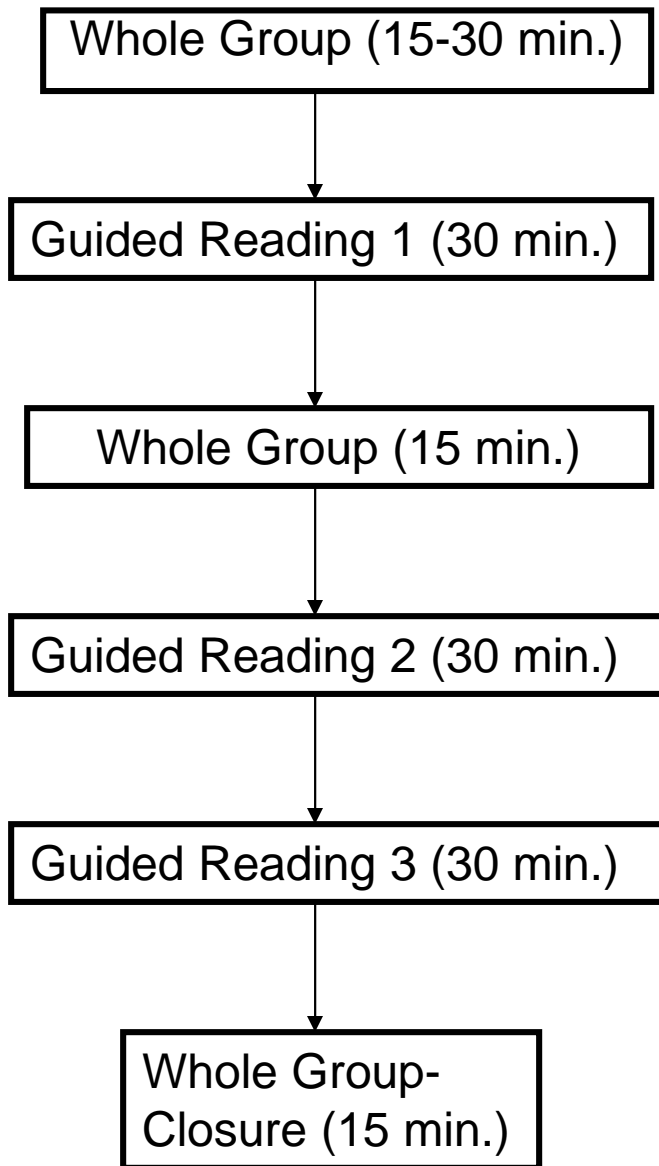 Whole Group (15-30 min.)
Guided Reading 1 (30 min.)
Whole Group (15 min.)
Guided Reading 2 (30 min.)
Guided Reading 3 (30 min.)
Whole Group-
Closure (15 min.)